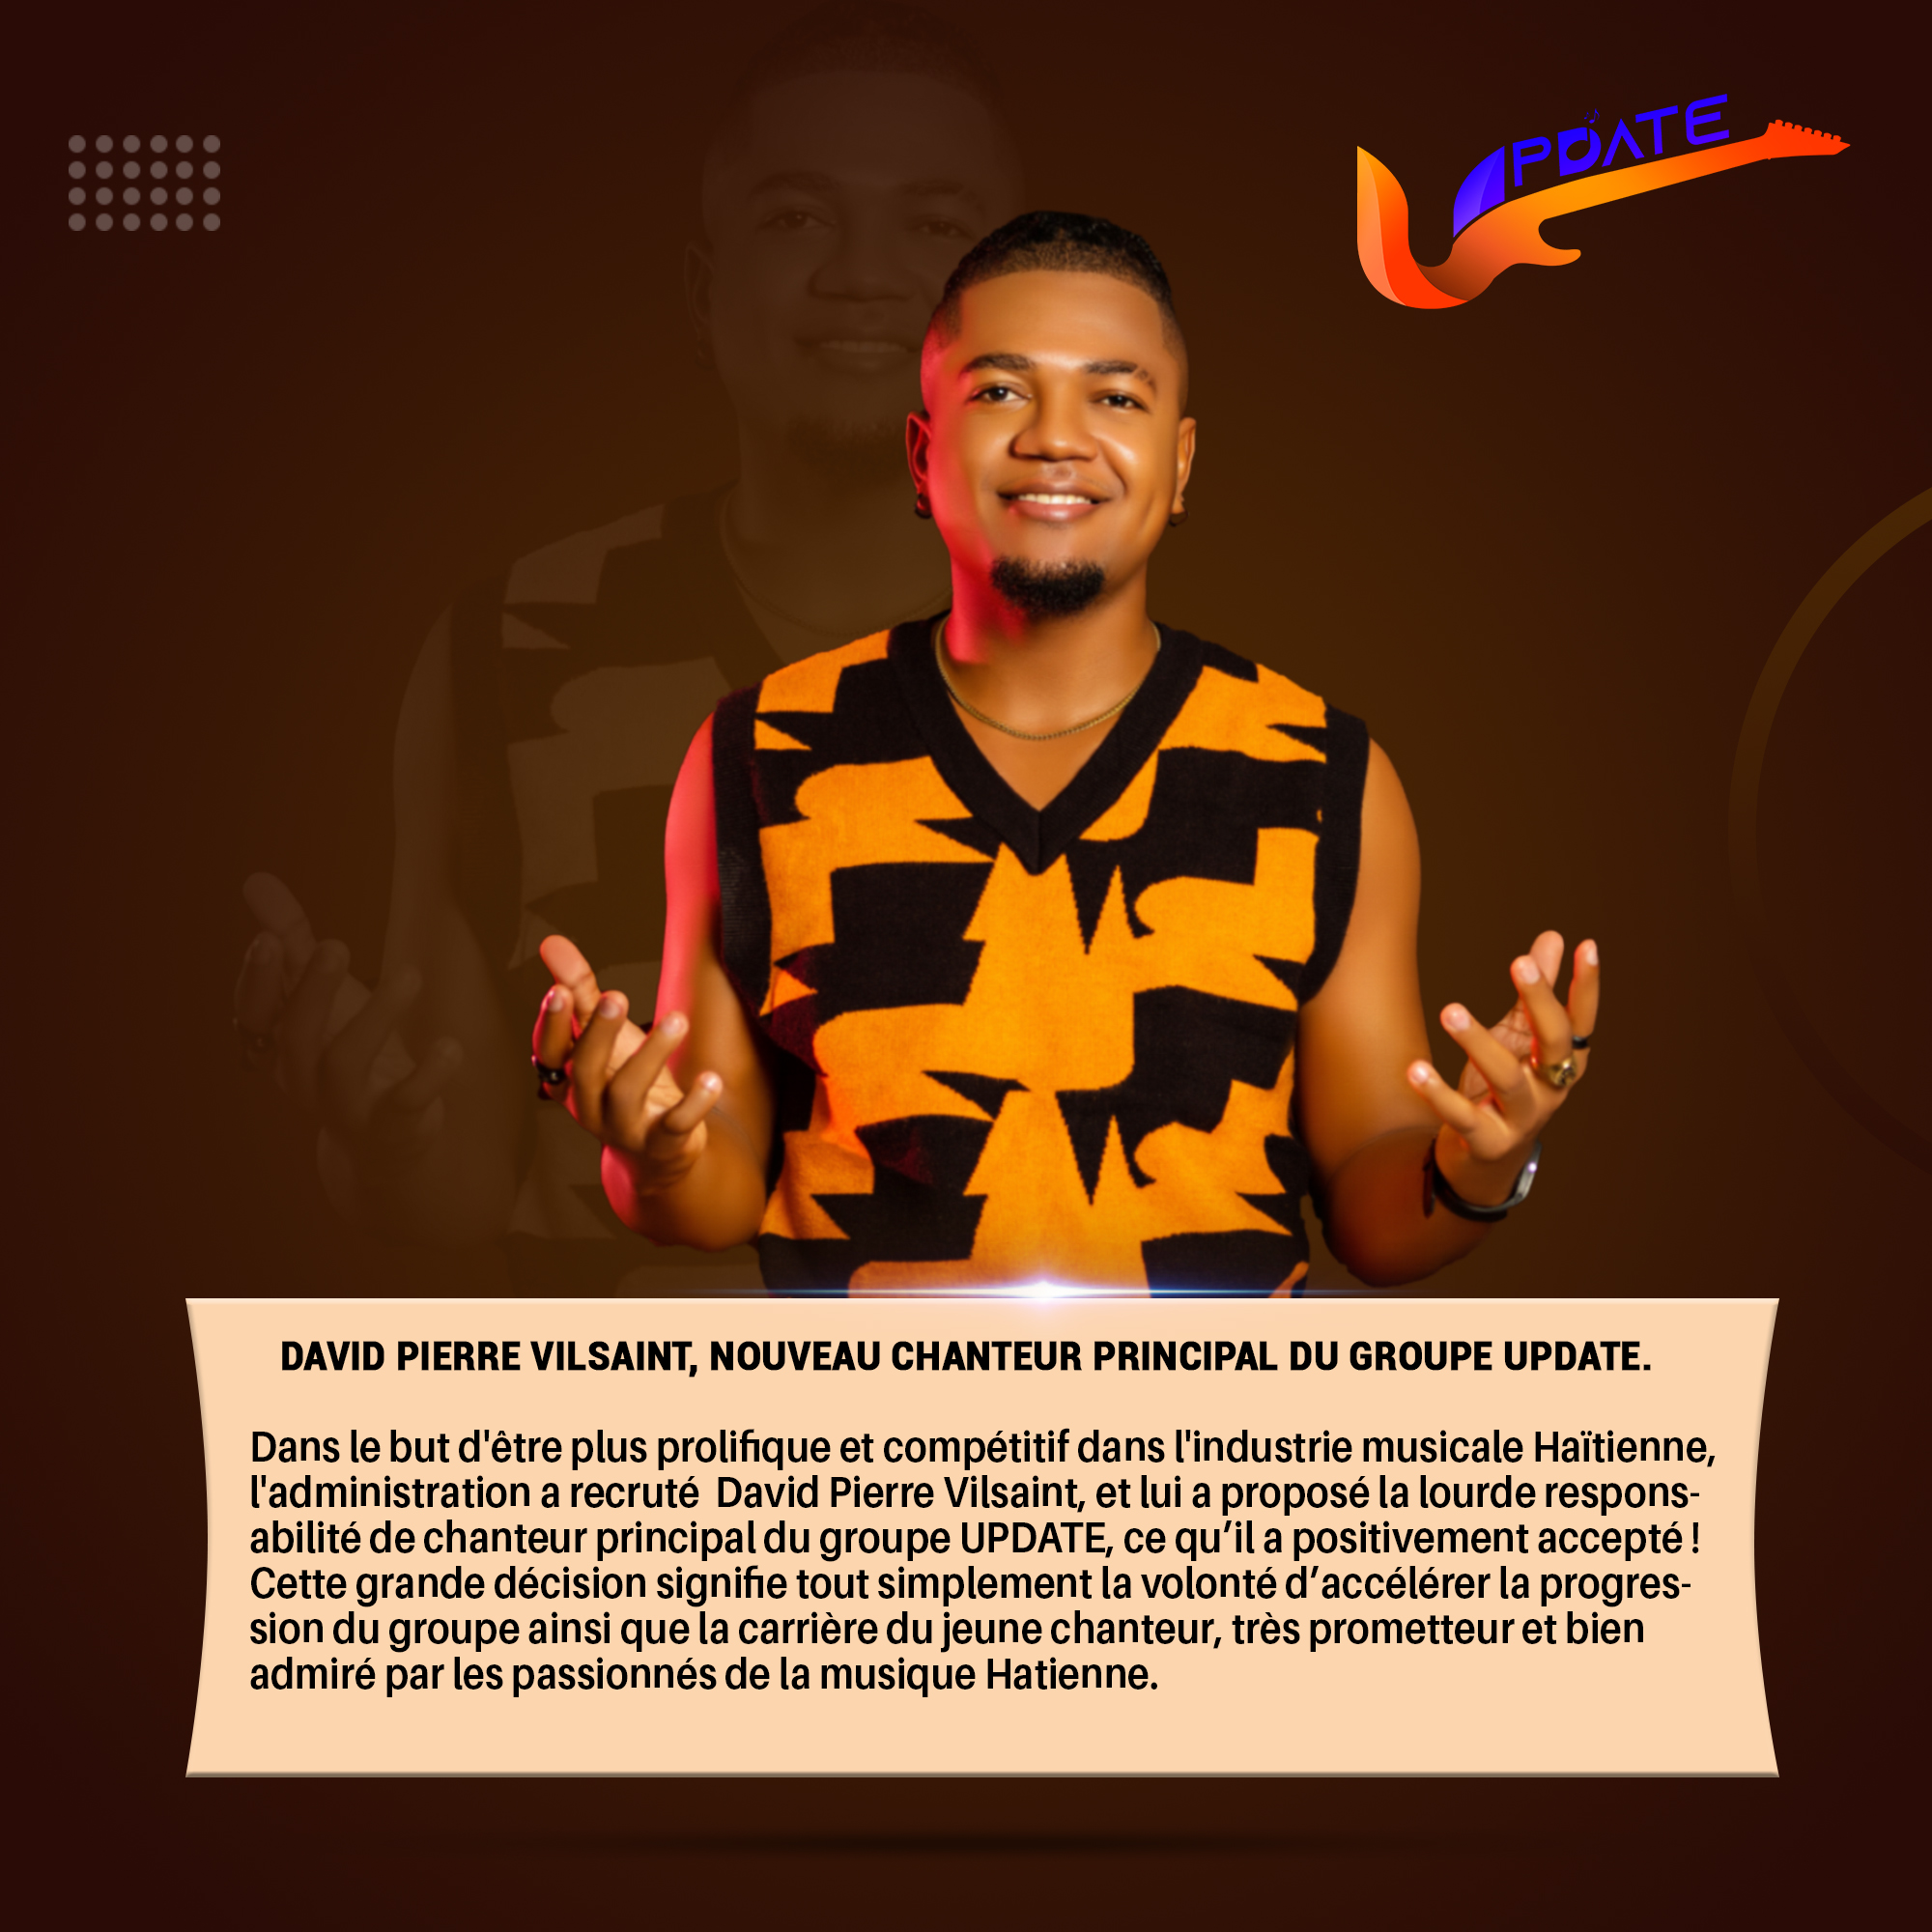 UPDATE
DAVID PIERRE VILSAINT, NOUVEAU CHANTEUR PRINCIPAL DU GROUPE UPDATE.
Dans le but d'être plus prolifique et compétitif dans l'industrie musicale Haïtienne,
l'administration a recruté  David Pierre Vilsaint, et lui a proposé la lourde respons-
abilité de chanteur principal du groupe UPDATE, ce qu’il a positivement accepté !
Cette grande décision signifie tout simplement la volonté d’accélérer la progres-
sion du groupe ainsi que la carrière du jeune chanteur, très prometteur et bien
admiré par les passionnés de la musique Hatienne.